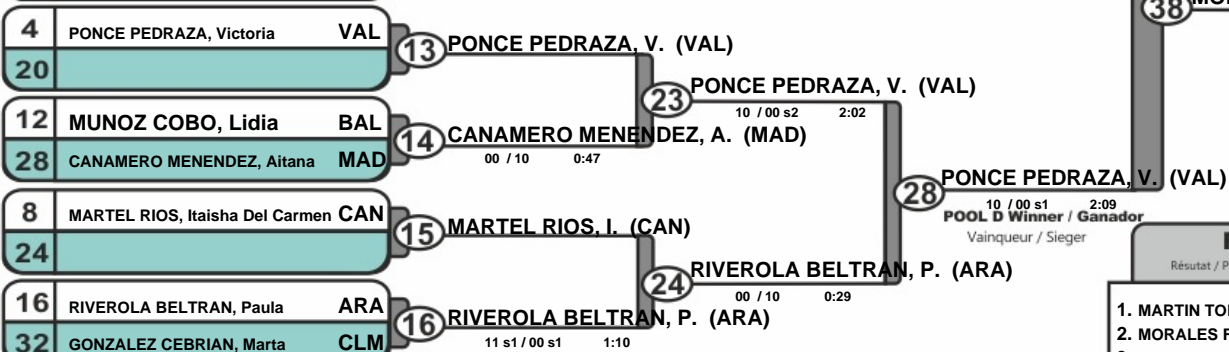 38
4 PONCE PEDRAZA, Victoria VAL
20
13 PONCE PEDRAZA, V. (VAL)
12 MUNOZ COBO, Lidia BAL
28 CANAMERO MENENDEZ, Aitana MAD
14 CANAMERO MENENDEZ, A. (MAD)
00 / 10 0:47
23 PONCE PEDRAZA, V. (VAL)
10 / 00 s2 2:02
8 MARTEL RIOS, Itaisha Del Carmen CAN
24
15 MARTEL RIOS, I. (CAN)
16 RIVEROLA BELTRAN, Paula ARA
32 GONZALEZ CEBRIAN, Marta CLM
16 RIVEROLA BELTRAN, P. (ARA)
11 s1 / 00 s1 1:10
24 RIVEROLA BELTRAN, P. (ARA)
00 / 10 0:29
28 PONCE PEDRAZA, V. (VAL)
10 / 00 s1 2:09
POOL D Winner / Ganador
Vainqueur / Sieger
Résutat / P
1. MARTIN
2. MORALES